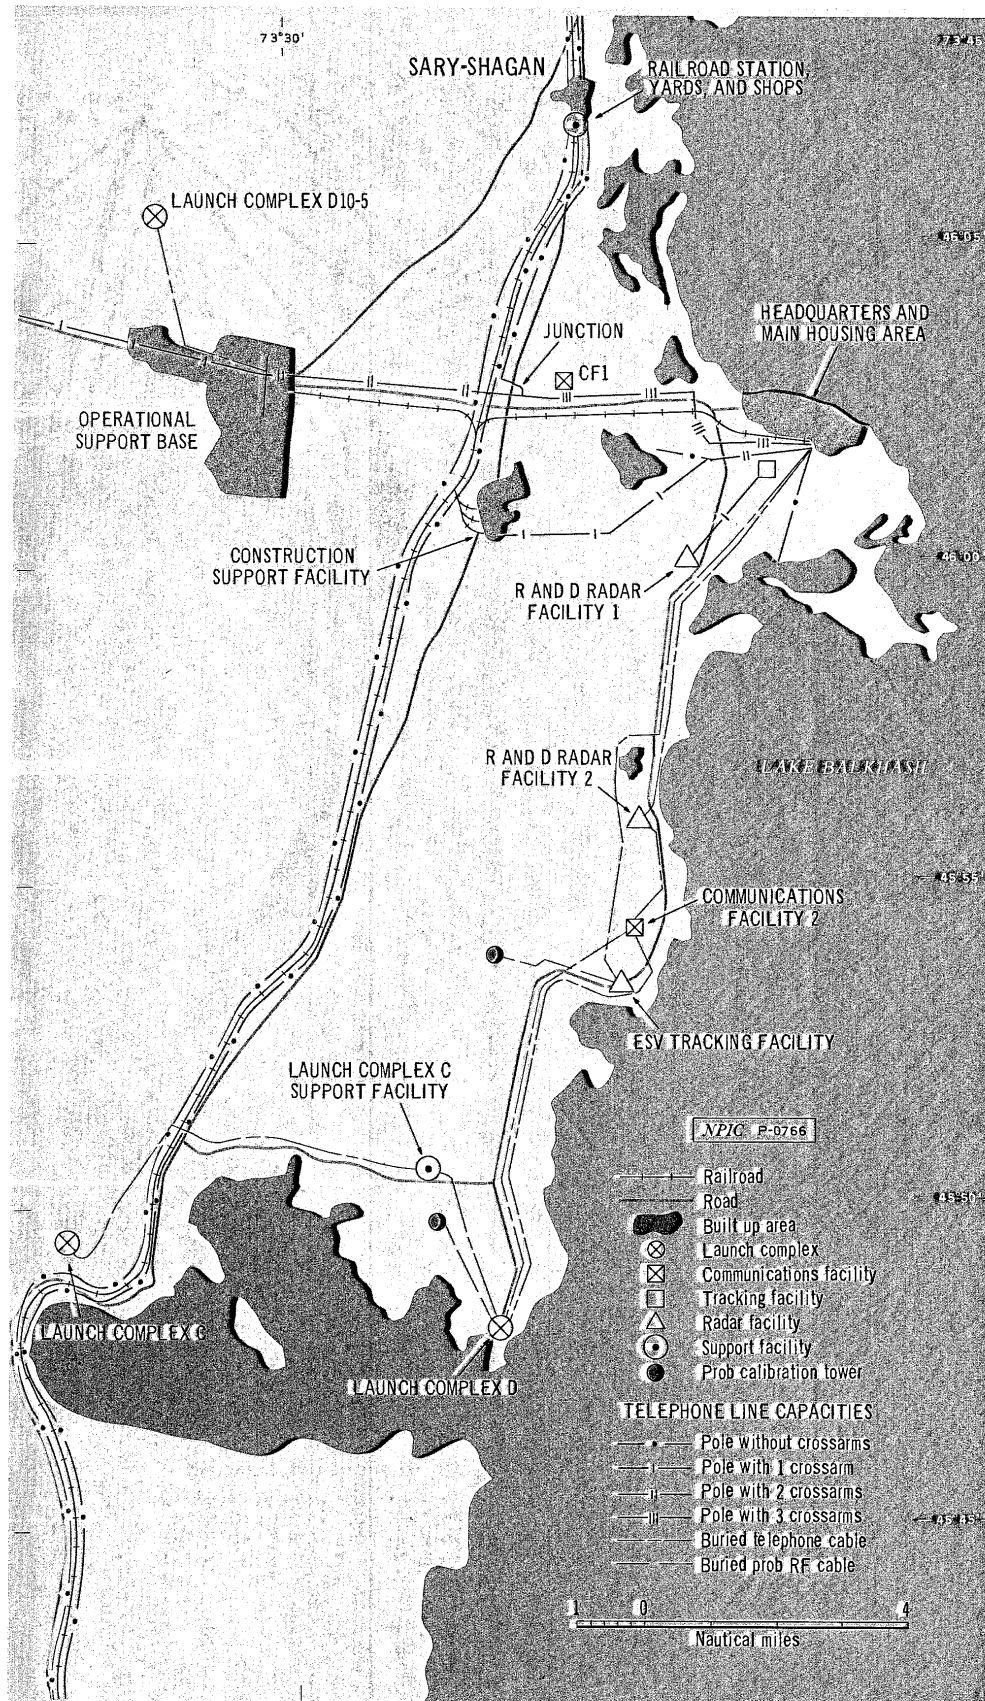 73°30'
73°45'
SARY-SHAGAN
RAILROAD STATION,
YARDS, AND SHOPS
LAUNCH COMPLEX D10-5
46°05'
HEADQUARTERS AND
MAIN HOUSING AREA
JUNCTION
CF1
OPERATIONAL
SUPPORT BASE
CONSTRUCTION
SUPPORT FACILITY
46°00'
R AND D RADAR
FACILITY 1
R AND D RADAR
FACILITY 2
LAKE BALKHASH
45°55'
COMMUNICATIONS
FACILITY 2
ESV TRACKING FACILITY
LAUNCH COMPLEX C
SUPPORT FACILITY
NPIC P-0766
Railroad
Road
45°50'
Built up area
Launch complex
Communications facility
Tracking facility
Radar facility
Support facility
Prob calibration tower
LAUNCH COMPLEX C
LAUNCH COMPLEX D
TELEPHONE LINE CAPACITIES
Pole without crossarms
Pole with 1 crossarm
Pole with 2 crossarms
Pole with 3 crossarms
45°45'
Buried telephone cable
Buried prob RF cable
1 0 4
Nautical miles